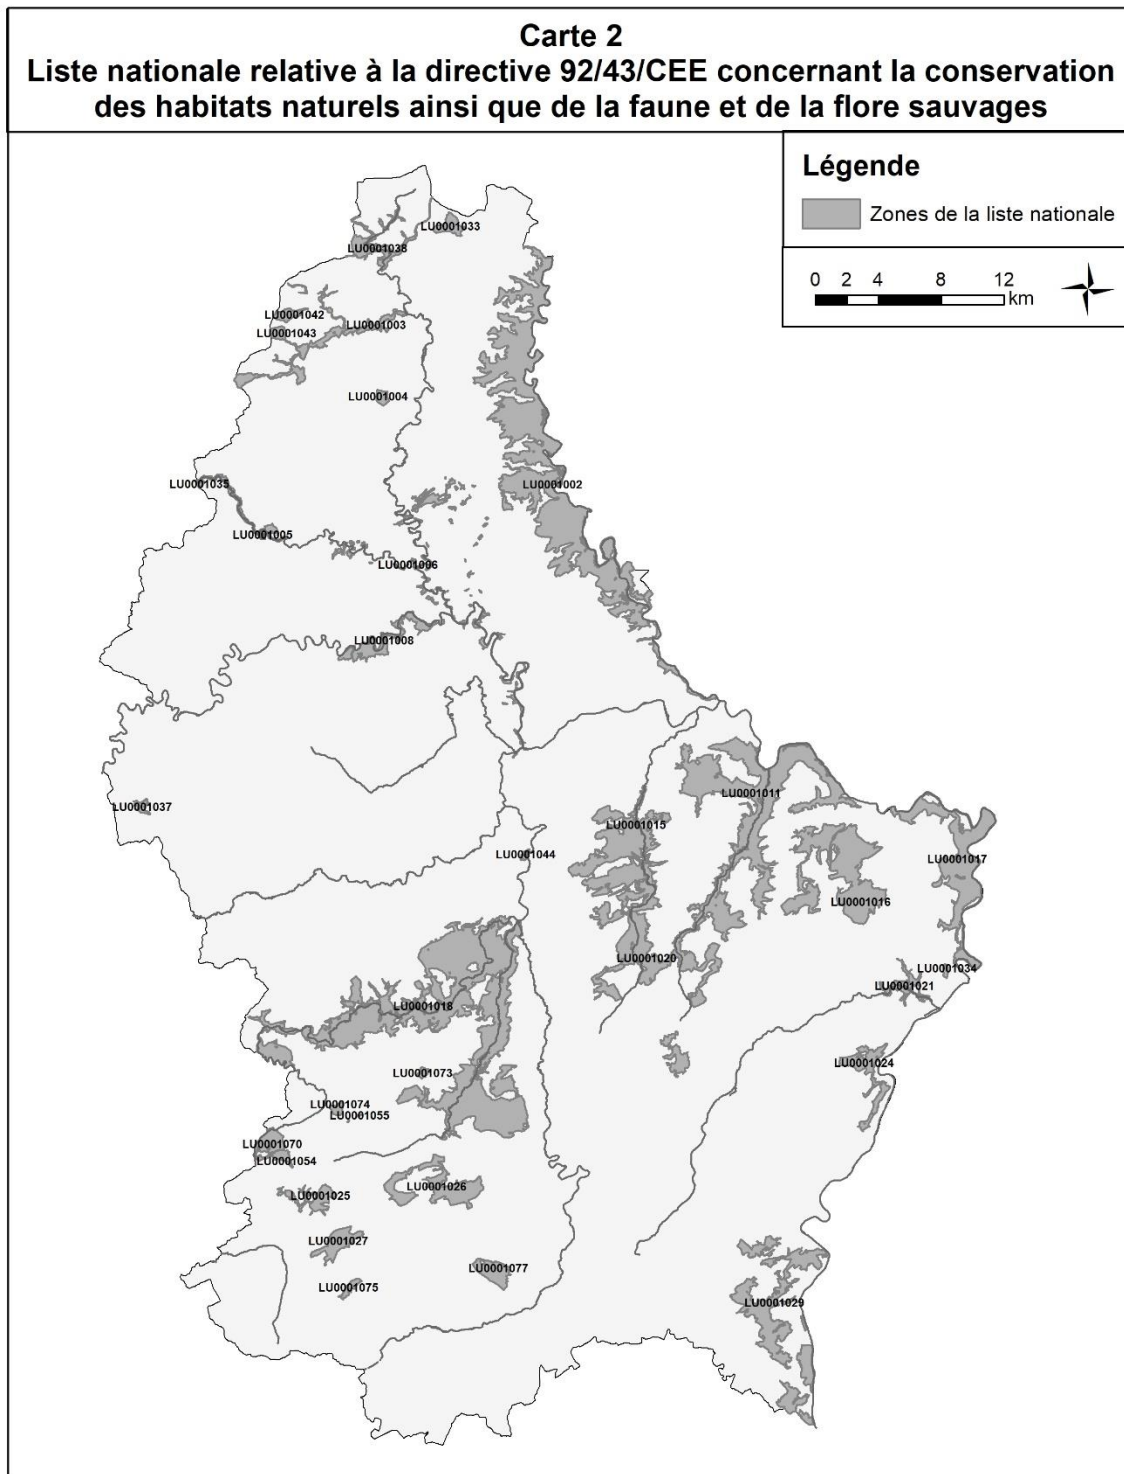 Carte 2
Liste nationale relative à la directive 92/43/CEE concernant la conservation
des habitats naturels ainsi que de la faune et de la flore sauvages
Légende
Zones de la liste nationale
0 2 4 8 12
km
LU0001033
LU0001038
LU0001042
LU0001003
LU0001043
LU0001004
LU0001035
LU0001002
LU0001005
LU0001006
LU0001008
LU0001011
LU0001037
LU0001015
LU0001044
LU0001017
LU0001016
LU0001020
LU0001034
LU0001021
LU0001018
LU0001024
LU0001073
LU0001074
LU0001055
LU0001070
LU0001054
LU0001026
LU0001025
LU0001027
LU0001077
LU0001075
LU0001029